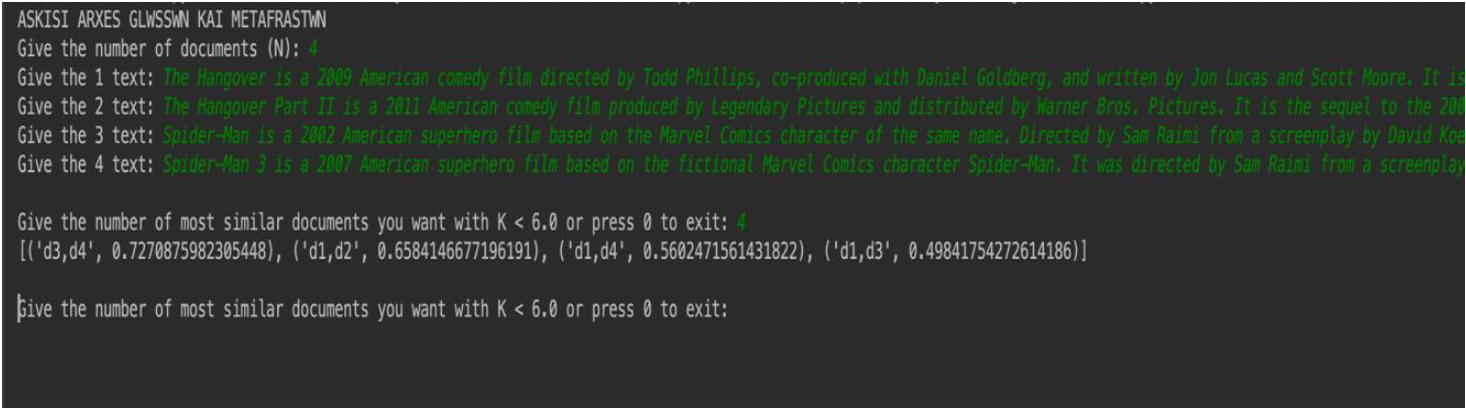 ASKISI ARXES GLWSSWN KAI METAFRASTWN
Give the number of documents (N): 4
Give the 1 text: The Hangover is a 2009 American comedy film directed by Todd Phillips, co-produced with Daniel Goldberg, and written by Jon Lucas and Scott Moore. It is
Give the 2 text: The Hangover Part II is a 2011 American comedy film produced by Legendary Pictures and distributed by Warner Bros. Pictures. It is the sequel to the 200
Give the 3 text: Spider-Man is a 2002 American superhero film based on the Marvel Comics character of the same name. Directed by Sam Raimi from a screenplay by David Koe
Give the 4 text: Spider-Man 3 is a 2007 American superhero film based on the fictional Marvel Comics character Spider-Man. It was directed by Sam Raimi from a screenplay
Give the number of most similar documents you want with K < 6.0 or press 0 to exit: 4
[('d3,d4', 0.7270875982305448), ('d1,d2', 0.6584146677196191), ('d1,d4', 0.5602471561431822), ('d1,d3', 0.49841754272614186)]
Give the number of most similar documents you want with K < 6.0 or press 0 to exit: